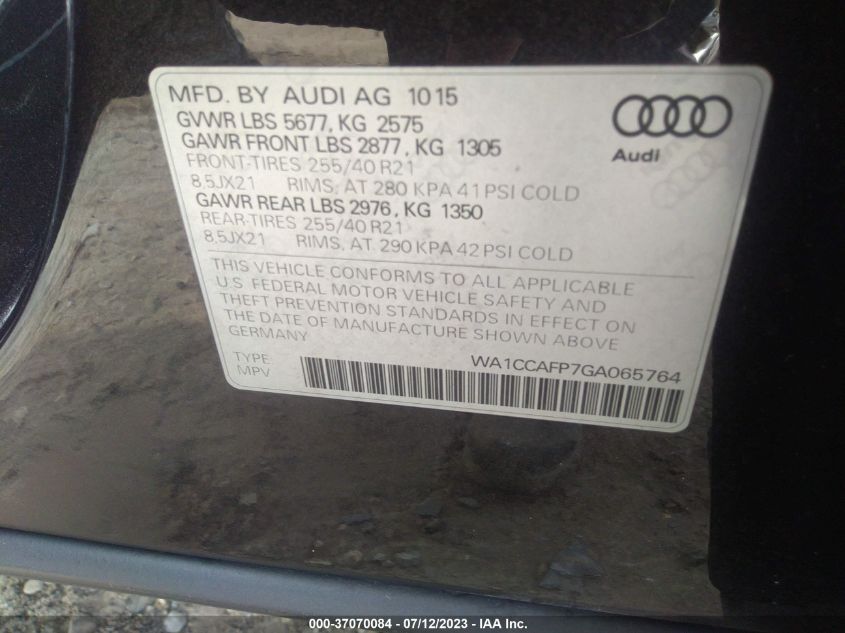 MFD. BY AUDI AG 10 15
GVWR LBS 5677, KG 2575
GAWR FRONT LBS 2877, KG 1305
FRONT-TIRES 255/40 R21
8,5JX21 RIMS, AT 280 KPA 41 PSI COLD
GAWR REAR LBS 2976, KG 1350
REAR-TIRES 255/40 R21
8,5JX21 RIMS, AT 290 KPA 42 PSI COLD
Audi
THIS VEHICLE CONFORMS TO ALL APPLICABLE
U.S. FEDERAL MOTOR VEHICLE SAFETY AND
THEFT PREVENTION STANDARDS IN EFFECT ON
THE DATE OF MANUFACTURE SHOWN ABOVE
GERMANY
TYPE:
MPV
WA1CCAFP7GA065764
000-37070084 - 07/12/2023 - IAA Inc.